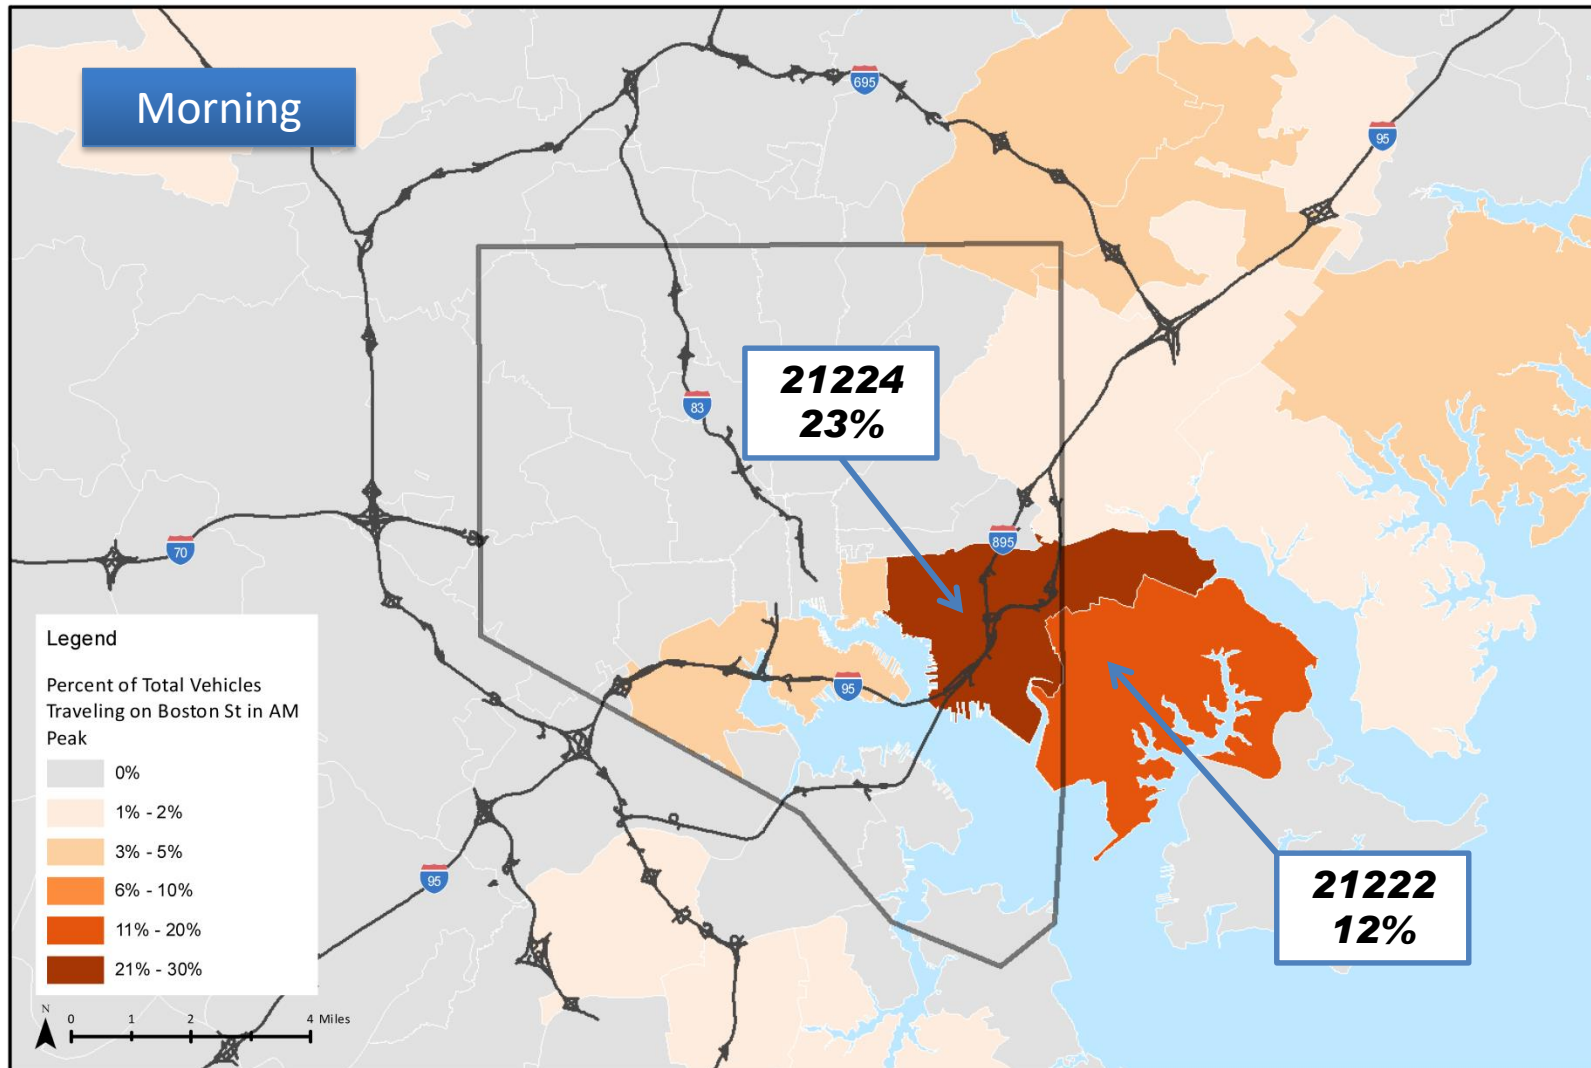 Morning
695
95
21224
23%
83
895
70
95
Legend
Percent of Total Vehicles
Traveling on Boston St in AM
Peak
0%
1% - 2%
3% - 5%
6% - 10%
11% - 20%
21% - 30%
95
21222
12%
N
0 1 2 4 Miles